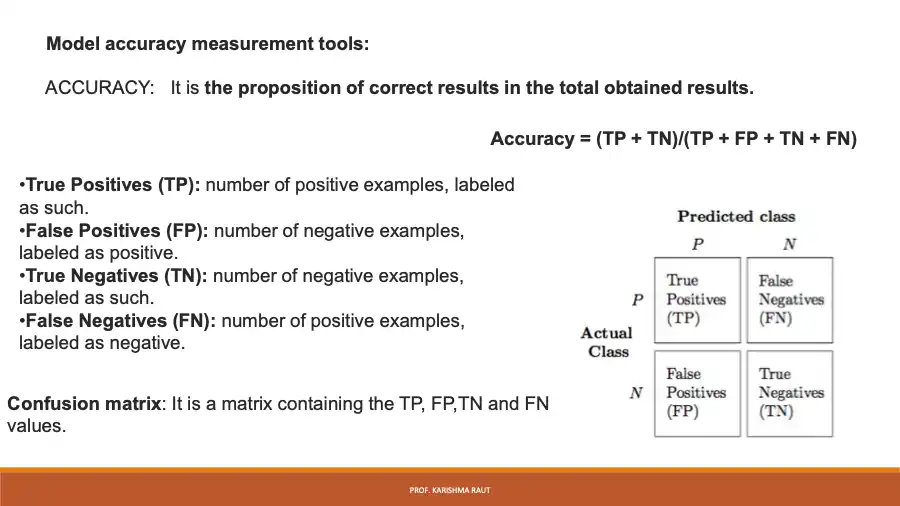 Model accuracy measurement tools:
ACCURACY: It is the proposition of correct results in the total obtained results.
Accuracy = (TP + TN)/(TP + FP + TN + FN)
•True Positives (TP): number of positive examples, labeled
as such.
•False Positives (FP): number of negative examples,
labeled as positive.
•True Negatives (TN): number of negative examples,
labeled as such.
•False Negatives (FN): number of positive examples,
labeled as negative.
Confusion matrix: It is a matrix containing the TP, FP,TN and FN
values.
Predicted class
P N
P
True
Positives
(TP)
False
Negatives
(FN)
Actual
Class
N
False
Positives
(FP)
True
Negatives
(TN)
PROF. KARISHMA RAUT